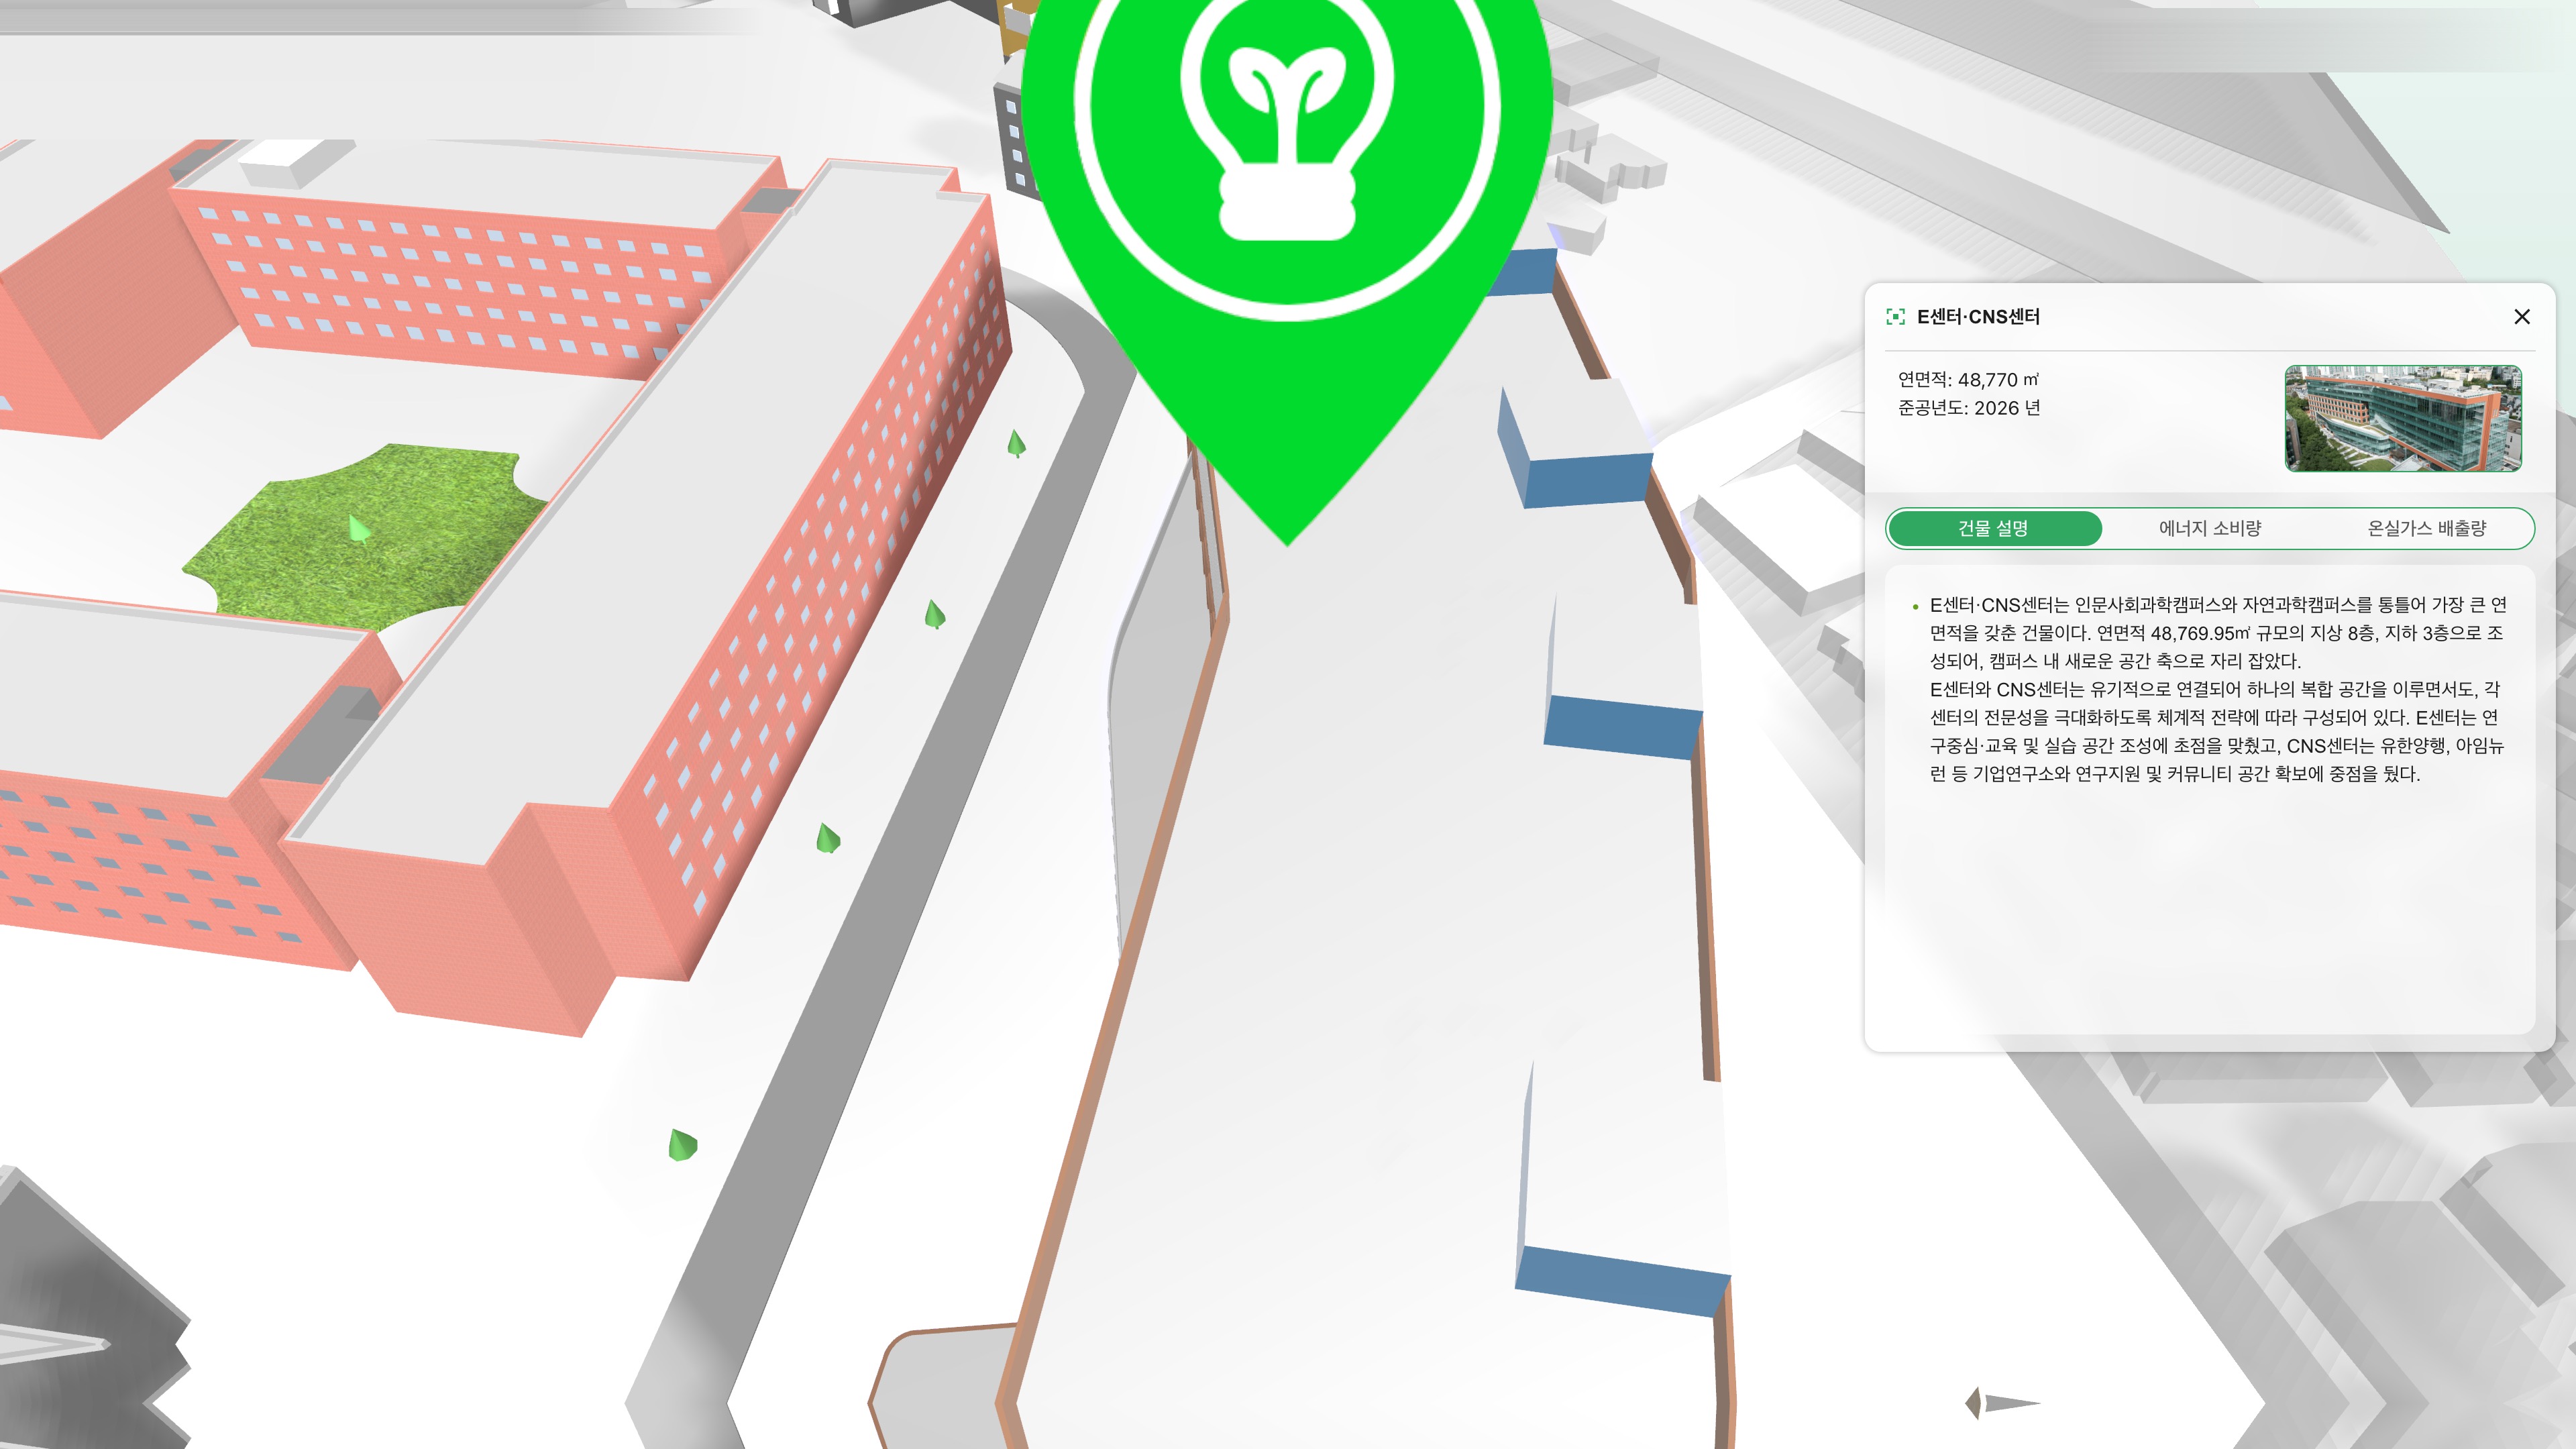 E센터·CNS센터
연면적: 48,770 ㎡
준공년도: 2026 년
건물 설명
에너지 소비량
온실가스 배출량
E센터·CNS센터는 인문사회과학캠퍼스와 자연과학캠퍼스를 통틀어 가장 큰 연
면적을 갖춘 건물이다. 연면적 48,769.95㎡ 규모의 지상 8층, 지하 3층으로 조
성되어, 캠퍼스 내 새로운 공간 축으로 자리 잡았다.
E센터와 CNS센터는 유기적으로 연결되어 하나의 복합 공간을 이루면서도, 각
센터의 전문성을 극대화하도록 체계적 전략에 따라 구성되어 있다. E센터는 연
구중심·교육 및 실습 공간 조성에 초점을 맞췄고, CNS센터는 유한양행, 아임뉴
런 등 기업연구소와 연구지원 및 커뮤니티 공간 확보에 중점을 뒀다.